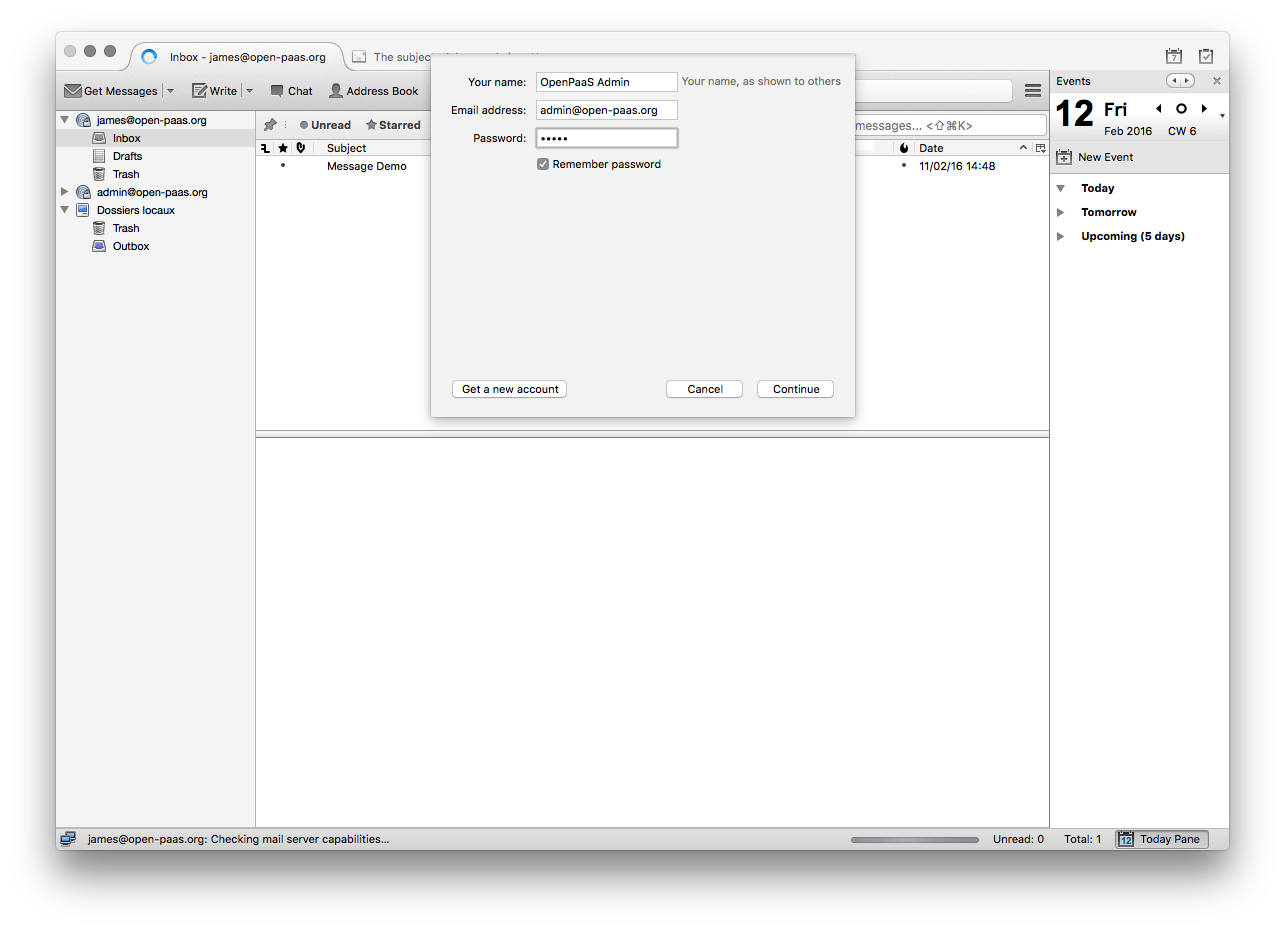 Inbox - james@open-paas.org
The subjec
7
Get Messages
Write
Chat
Address Book
Events
12
Fri
Feb 2016
CW 6
New Event
Today
Tomorrow
Upcoming (5 days)
james@open-paas.org
Inbox
Drafts
Trash
admin@open-paas.org
Dossiers locaux
Trash
Outbox
Unread
Starred
messages... <⇧⌘K>
Subject
Date
Message Demo
11/02/16 14:48
Your name:
OpenPaaS Admin
Your name, as shown to others
Email address:
admin@open-paas.org
Password:
•••••
Remember password
Get a new account
Cancel
Continue
james@open-paas.org: Checking mail server capabilities...
Unread: 0
Total: 1
12
Today Pane